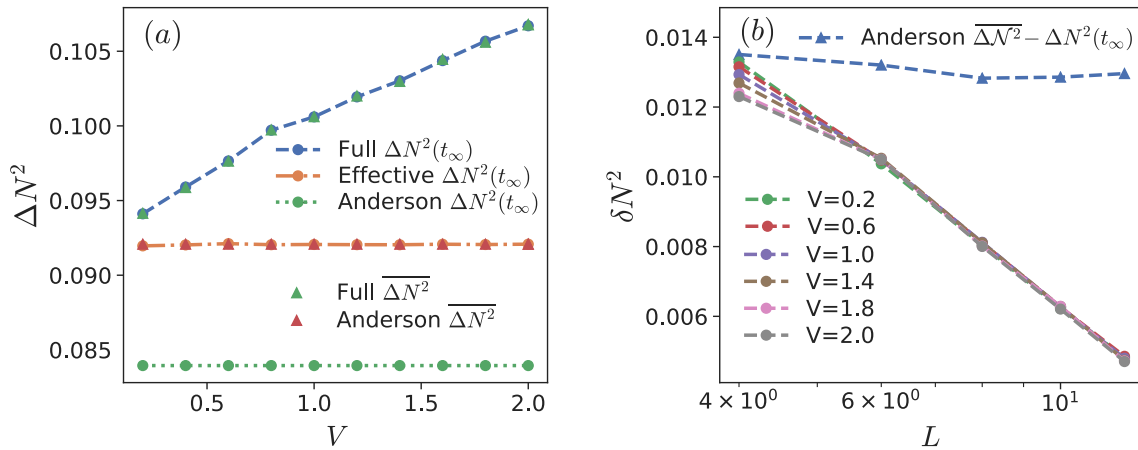 (a)
0.105
0.100
0.095
0.090
0.085
ΔN²
Full ΔN²(t∞)
Effective ΔN²(t∞)
Anderson ΔN²(t∞)
Full \overline{ΔN²}
Anderson \overline{ΔN²}
0.5 1.0 1.5 2.0
V
(b)
Anderson \overline{Δ𝒩²} − ΔN²(t∞)
0.014
0.012
0.010
0.008
0.006
δN²
V=0.2
V=0.6
V=1.0
V=1.4
V=1.8
V=2.0
4 × 10⁰ 6 × 10⁰ 10¹
L